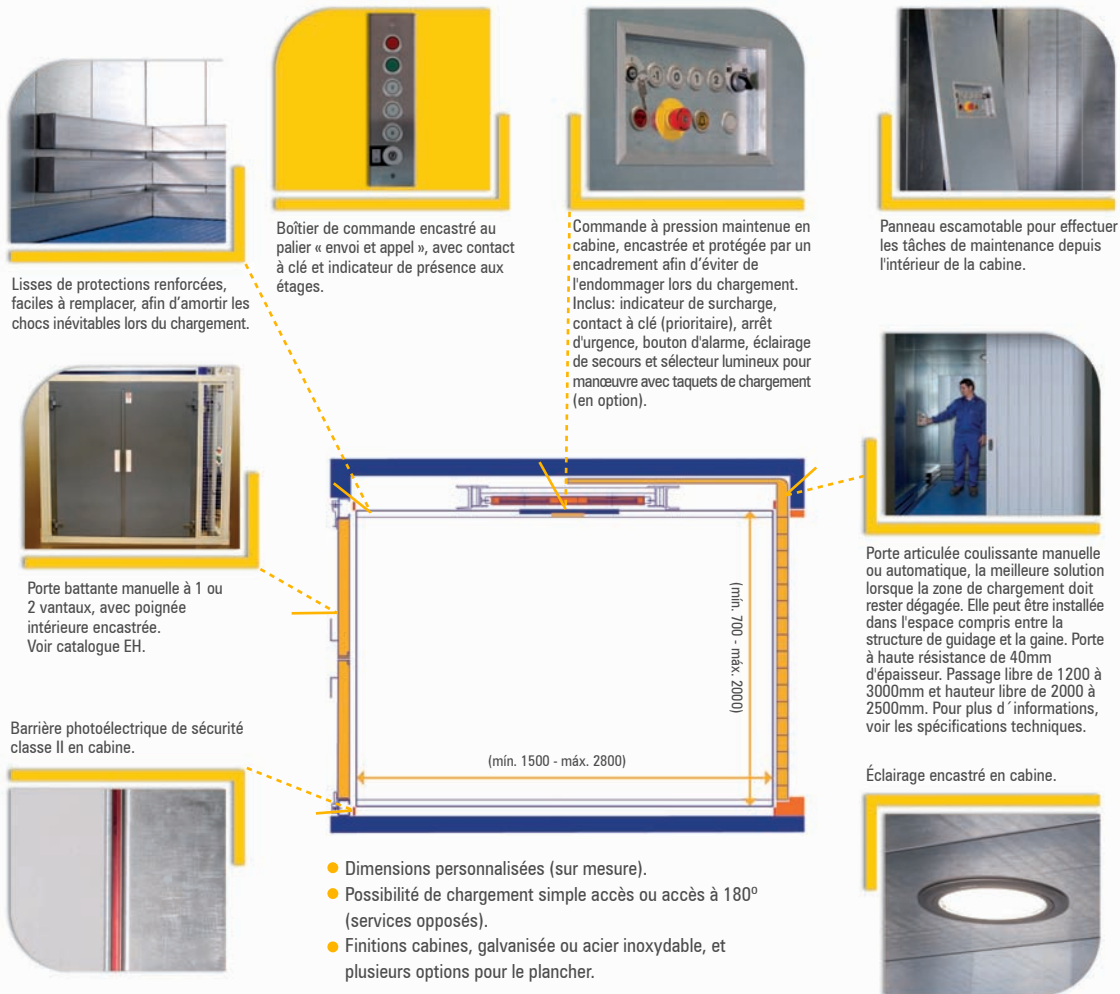 Lisses de protections renforcées,
faciles à remplacer, afin d'amortir les
chocs inévitables lors du chargement.
Boîtier de commande encastré au
palier « envoi et appel », avec contact
à clé et indicateur de présence aux
étages.
-1 0 1 2
Commande à pression maintenue en
cabine, encastrée et protégée par un
encadrement afin d'éviter de
l'endommager lors du chargement.
Inclus: indicateur de surcharge,
contact à clé (prioritaire), arrêt
d'urgence, bouton d'alarme, éclairage
de secours et sélecteur lumineux pour
manœuvre avec taquets de chargement
(en option).
Panneau escamotable pour effectuer
les tâches de maintenance depuis
l'intérieur de la cabine.
Porte battante manuelle à 1 ou
2 vantaux, avec poignée
intérieure encastrée.
Voir catalogue EH.
Porte articulée coulissante manuelle
ou automatique, la meilleure solution
lorsque la zone de chargement doit
rester dégagée. Elle peut être installée
dans l'espace compris entre la
structure de guidage et la gaine. Porte
à haute résistance de 40mm
d'épaisseur. Passage libre de 1200 à
3000mm et hauteur libre de 2000 à
2500mm. Pour plus d´informations,
voir les spécifications techniques.
Barrière photoélectrique de sécurité
classe II en cabine.
(mín. 700 - máx. 2000)
(mín. 1500 - máx. 2800)
Éclairage encastré en cabine.
● Dimensions personnalisées (sur mesure).
● Possibilité de chargement simple accès ou accès à 180º
(services opposés).
● Finitions cabines, galvanisée ou acier inoxydable, et
plusieurs options pour le plancher.